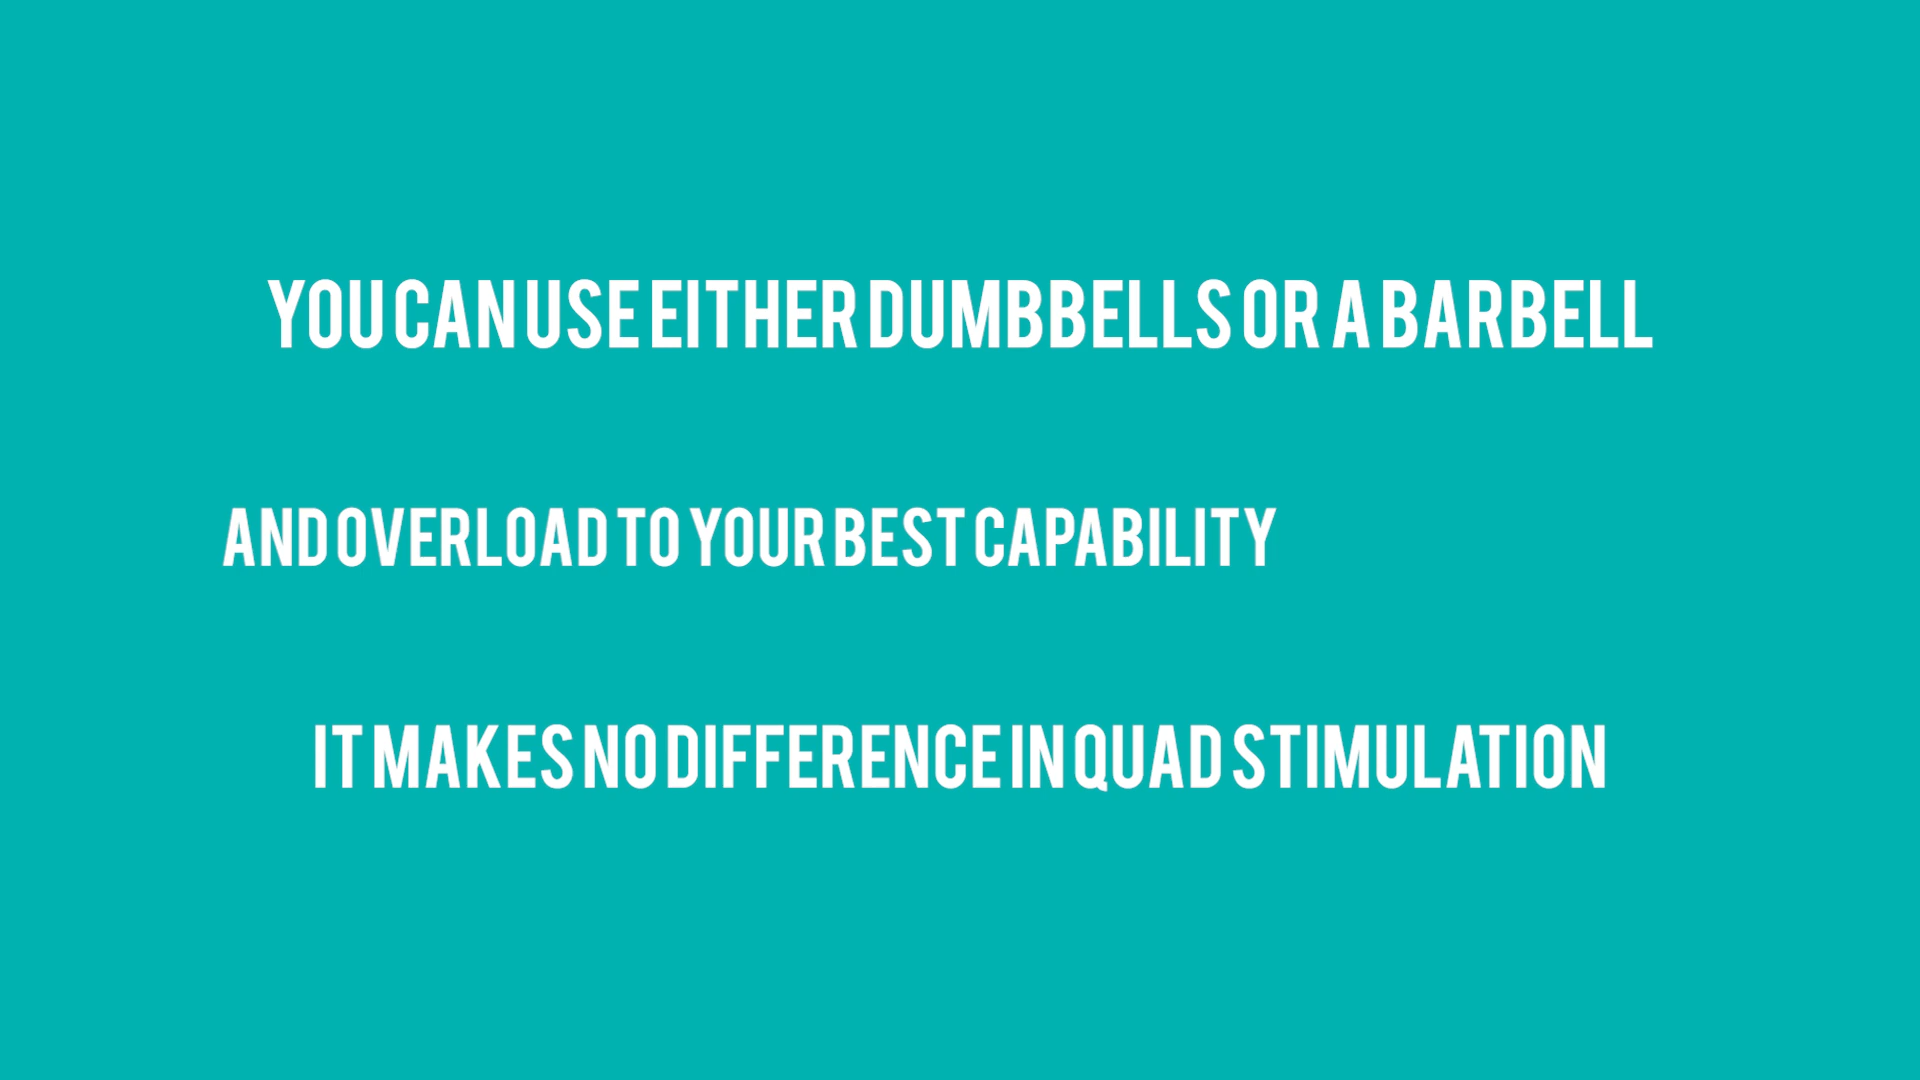 YOU CAN USE EITHER DUMBBELLS OR A BARBELL
AND OVERLOAD TO YOUR BEST CAPABILITY
IT MAKES NO DIFFERENCE IN QUAD STIMULATION